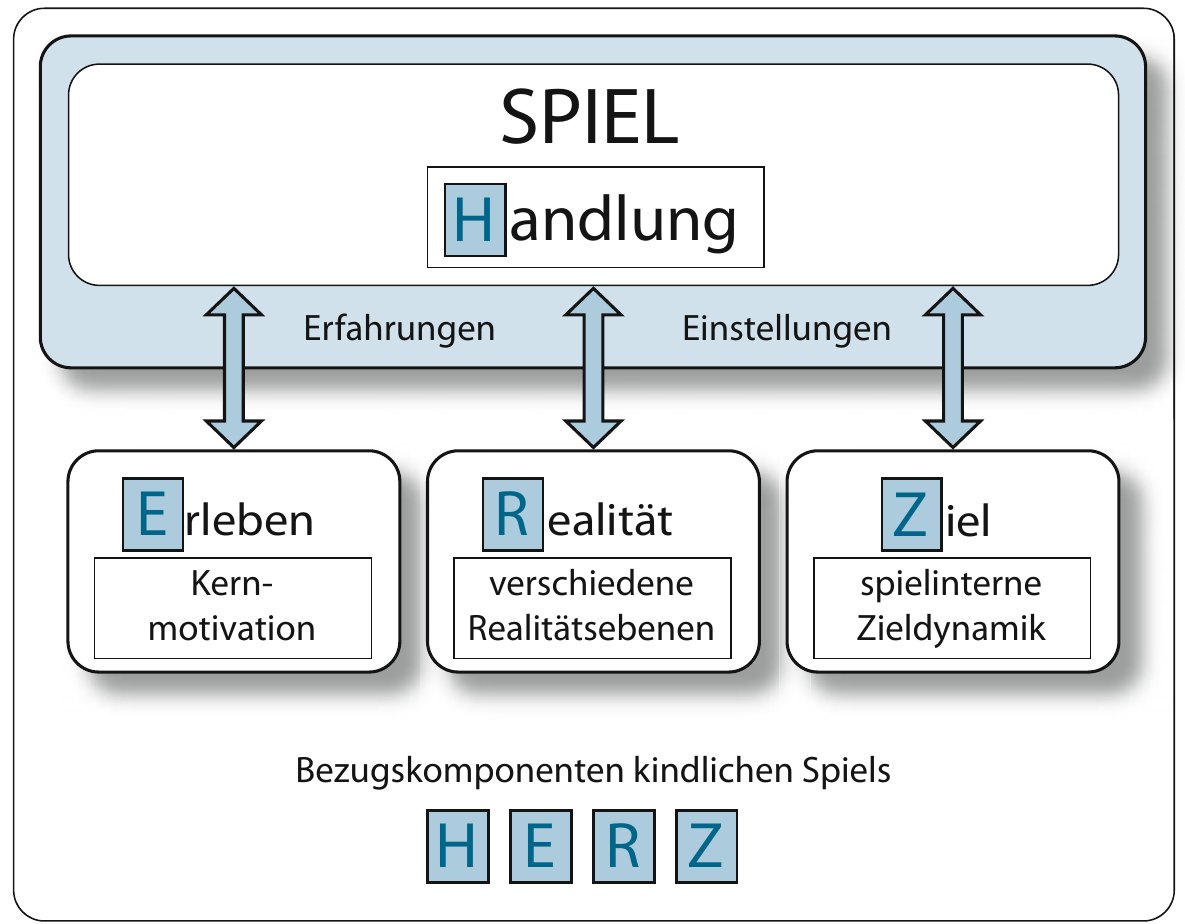 SPIEL
Handlung
Erfahrungen
Einstellungen
Erleben
Kern-
motivation
Realität
verschiedene
Realitätsebenen
Ziel
spielinterne
Zieldynamik
Bezugskomponenten kindlichen Spiels
H E R Z